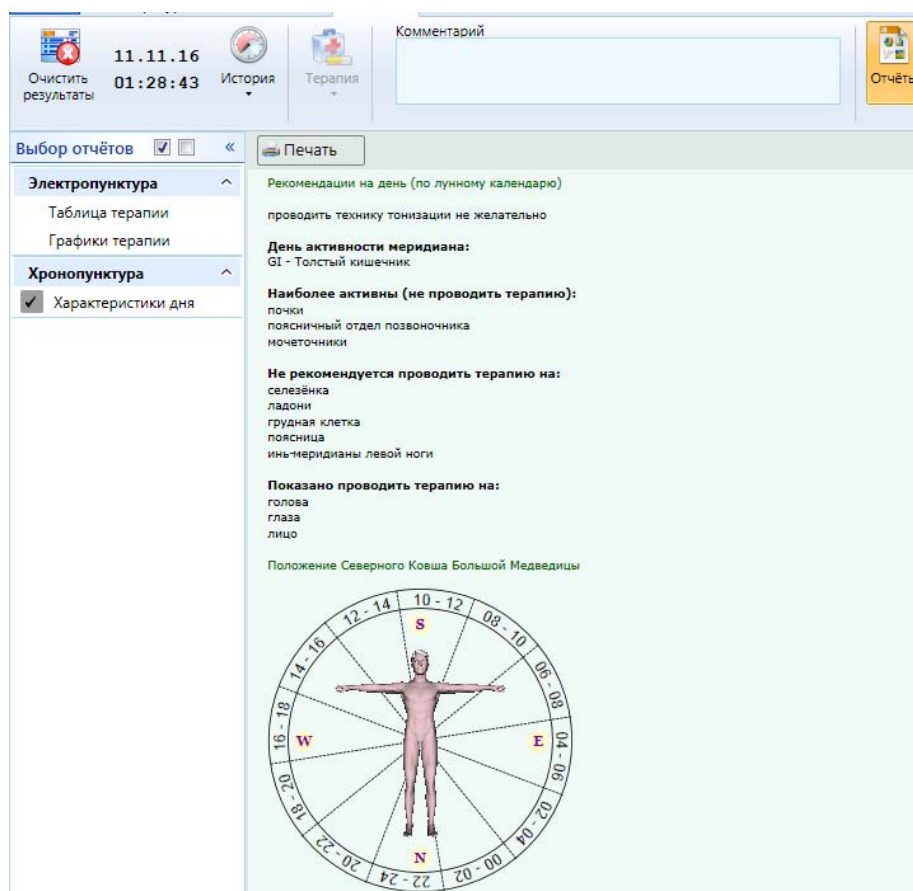 11.11.16
01:28:43
Очистить
результаты
История
Терапия
Комментарий
Отчёты
Выбор отчётов
«
Печать
Электропунктура
Таблица терапии
Графики терапии
Хронопунктура
Характеристики дня
Рекомендации на день (по лунному календарю)
проводить технику тонизации не желательно
День активности меридиана:
GI - Толстый кишечник
Наиболее активны (не проводить терапию):
почки
поясничный отдел позвоночника
мочеточники
Не рекомендуется проводить терапию на:
селезёнка
ладони
грудная клетка
поясница
инь-меридианы левой ноги
Показано проводить терапию на:
голова
глаза
лицо
Положение Северного Ковша Большой Медведицы
10 - 12
08 - 10
06 - 08
04 - 06
02 - 04
00 - 02
22 - 24
20 - 22
18 - 20
16 - 18
14 - 16
12 - 14
S
W
E
N